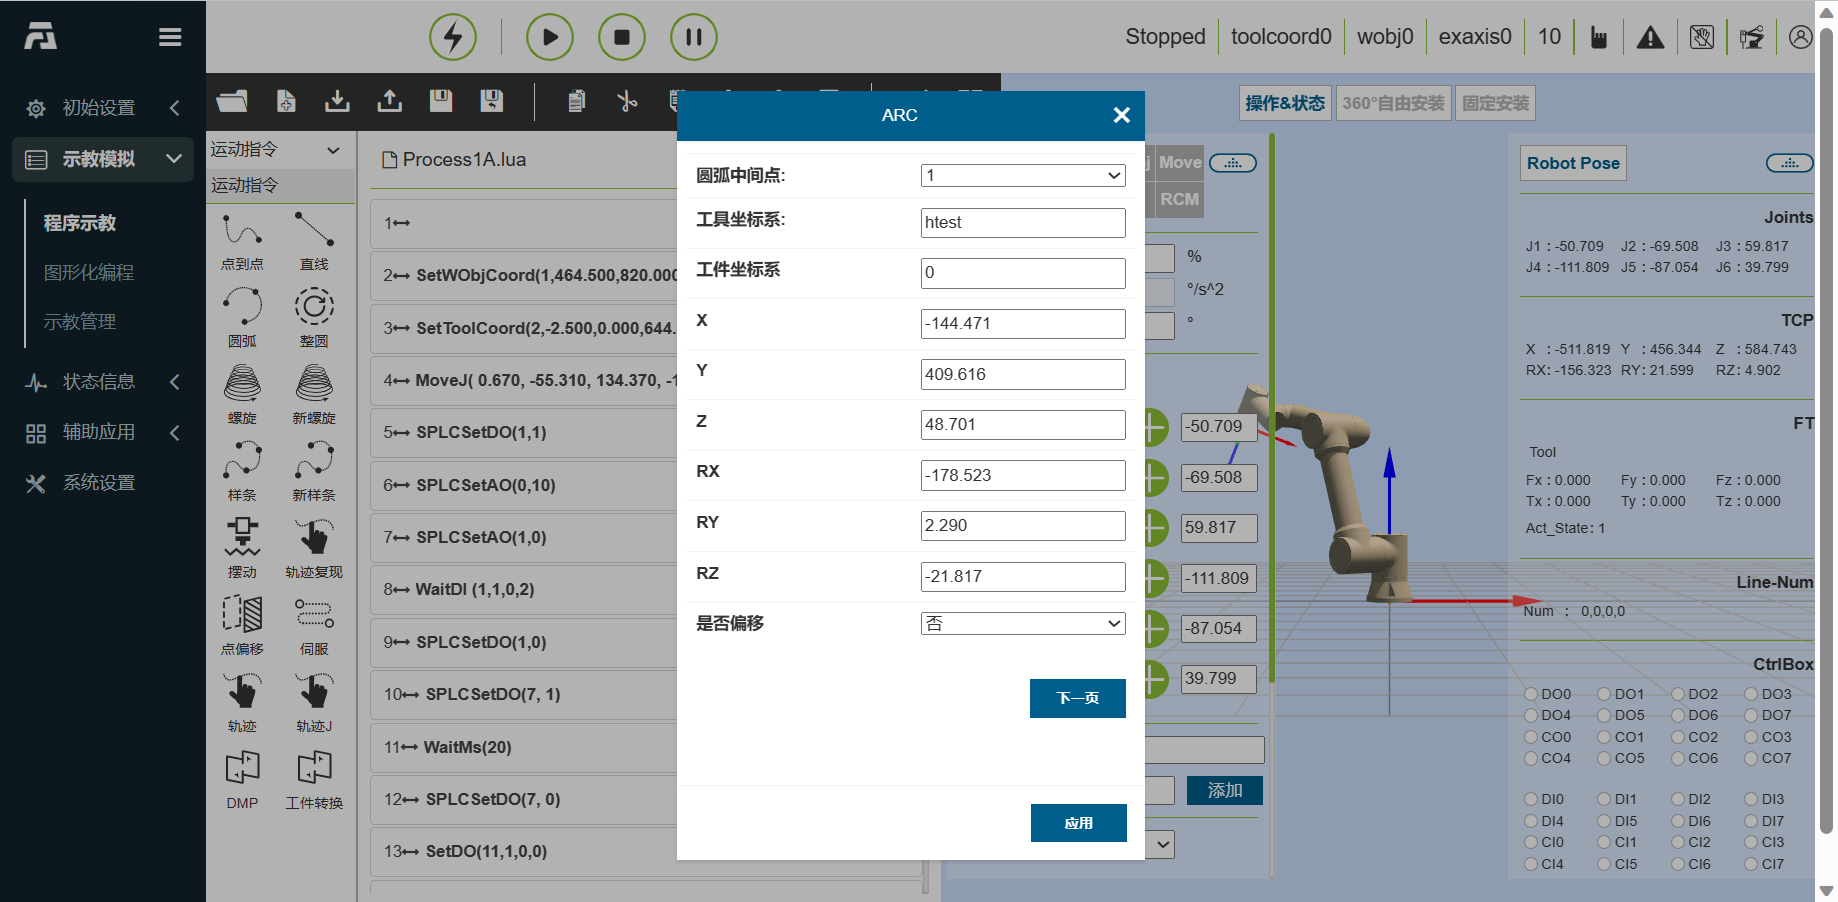 Stopped
toolcoord0
wobj0
exaxis0
10
初始设置
示教模拟
程序示教
图形化编程
示教管理
状态信息
辅助应用
系统设置
运动指令
运动指令
点到点
直线
圆弧
整圆
螺旋
新螺旋
样条
新样条
摆动
轨迹复现
点偏移
伺服
轨迹
轨迹J
DMP
工件转换
Process1A.lua
1
2 SetWObjCoord(1,464.500,820.000
3 SetToolCoord(2,-2.500,0.000,644.
4 MoveJ( 0.670, -55.310, 134.370, -1
5 SPLCSetDO(1,1)
6 SPLCSetAO(0,10)
7 SPLCSetAO(1,0)
8 WaitDI (1,1,0,2)
9 SPLCSetDO(1,0)
10 SPLCSetDO(7, 1)
11 WaitMs(20)
12 SPLCSetDO(7, 0)
13 SetDO(11,1,0,0)
ARC
圆弧中间点: 1
工具坐标系: htest
工件坐标系 0
X -144.471
Y 409.616
Z 48.701
RX -178.523
RY 2.290
RZ -21.817
是否偏移 否
下一页
应用
操作&状态
360°自由安装
固定安装
Move
RCM
%
°/s^2
°
-50.709
-69.508
59.817
-111.809
-87.054
39.799
添加
Robot Pose
Joints
J1 : -50.709 J2 : -69.508 J3 : 59.817
J4 : -111.809 J5 : -87.054 J6 : 39.799
TCP
X : -511.819 Y : 456.344 Z : 584.743
RX: -156.323 RY: 21.599 RZ: 4.902
FT
Tool
Fx : 0.000 Fy : 0.000 Fz : 0.000
Tx : 0.000 Ty : 0.000 Tz : 0.000
Act_State: 1
Line-Num
Num : 0,0,0,0
CtrlBox
DO0 DO1 DO2 DO3
DO4 DO5 DO6 DO7
CO0 CO1 CO2 CO3
CO4 CO5 CO6 CO7
DI0 DI1 DI2 DI3
DI4 DI5 DI6 DI7
CI0 CI1 CI2 CI3
CI4 CI5 CI6 CI7